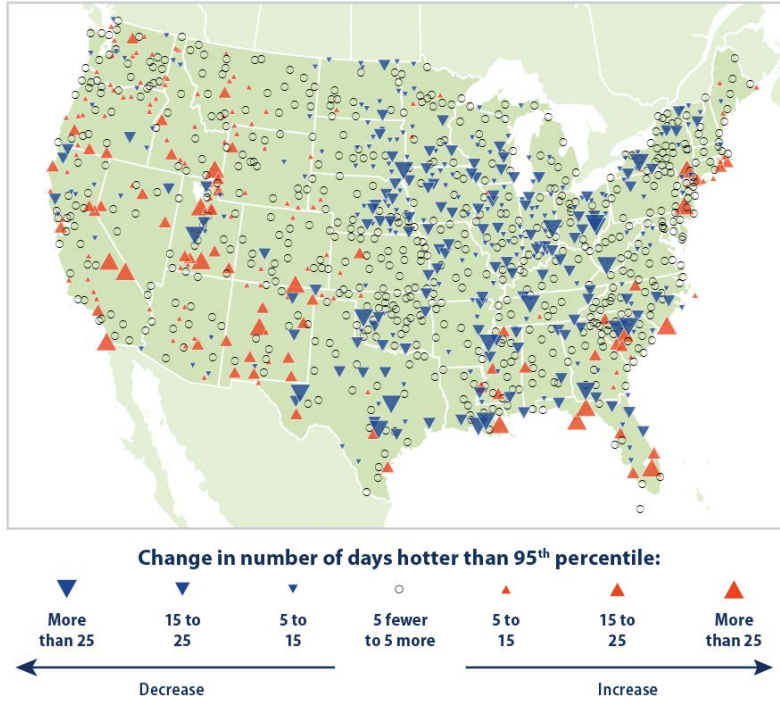 Change in number of days hotter than 95th percentile:
More than 25
15 to 25
5 to 15
5 fewer to 5 more
5 to 15
15 to 25
More than 25
Decrease
Increase